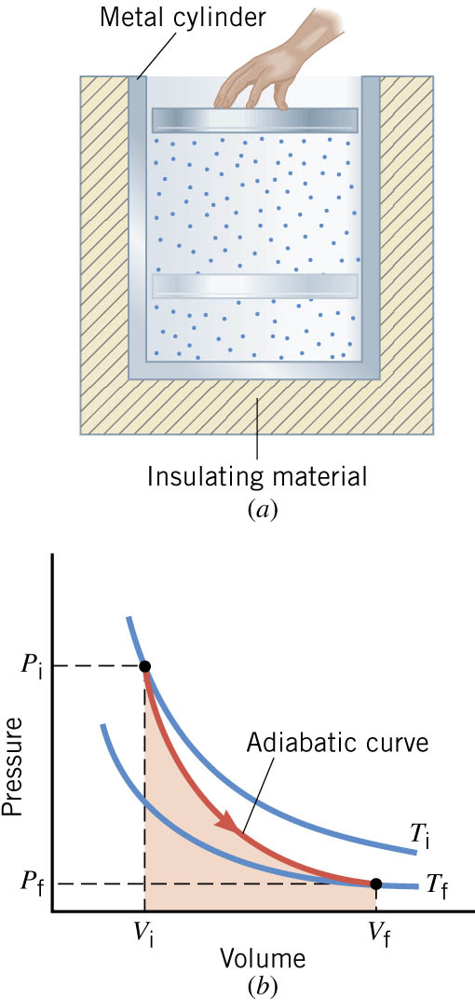 Metal cylinder
Insulating material
(a)
Pi
Adiabatic curve
Pressure
Ti
Pf
Tf
Vi
Vf
Volume
(b)